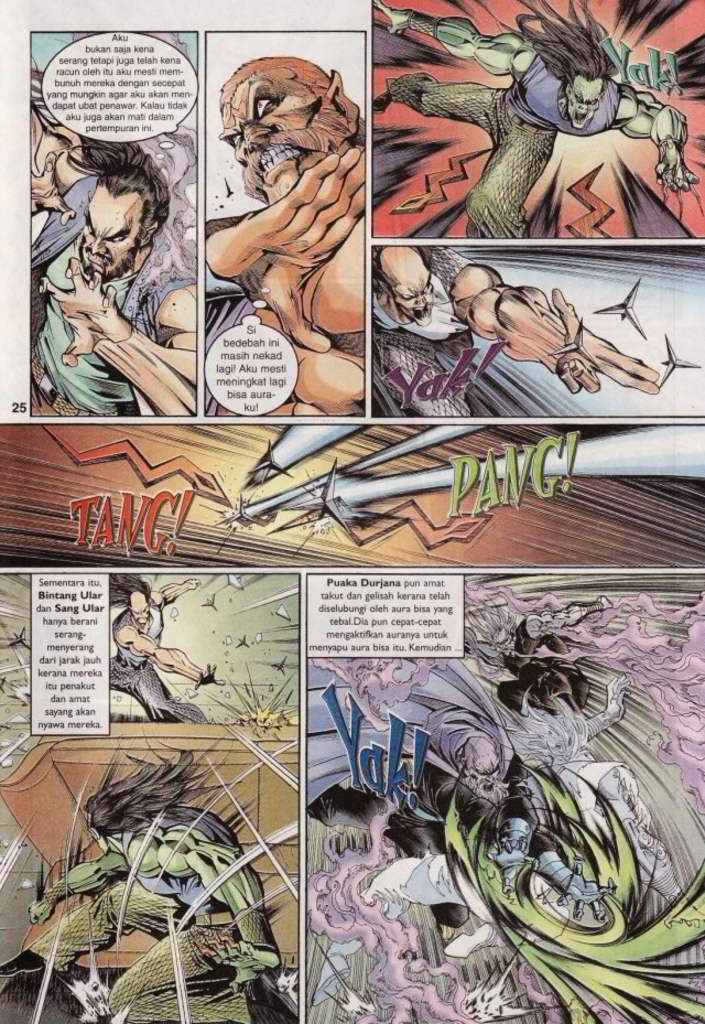 Aku
bukan saja kena
serang tetapi juga telah kena
racun oleh itu aku mesti mem-
bunuh mereka dengan secepat
yang mungkin agar aku akan men-
dapat ubat penawar. Kalau tidak
aku juga akan mati dalam
pertempuran ini.
Si
bedebah ini
masih nekad
lagi! Aku mesti
meningkat lagi
bisa aura-
ku!
Yak!
Yak!
25
TANG!
PANG!
Sementara itu,
Bintang Ular
dan Sang Ular
hanya berani
serang-
menyerang
dari jarak jauh
kerana mereka
itu penakut
dan amat
sayang akan
nyawa mereka.
Puaka Durjana pun amat
takut dan gelisah kerana telah
diselubungi oleh aura bisa yang
tebal.Dia pun cepat-cepat
mengaktifkan auranya untuk
menyapu aura bisa itu. Kemudian ...
Yak!